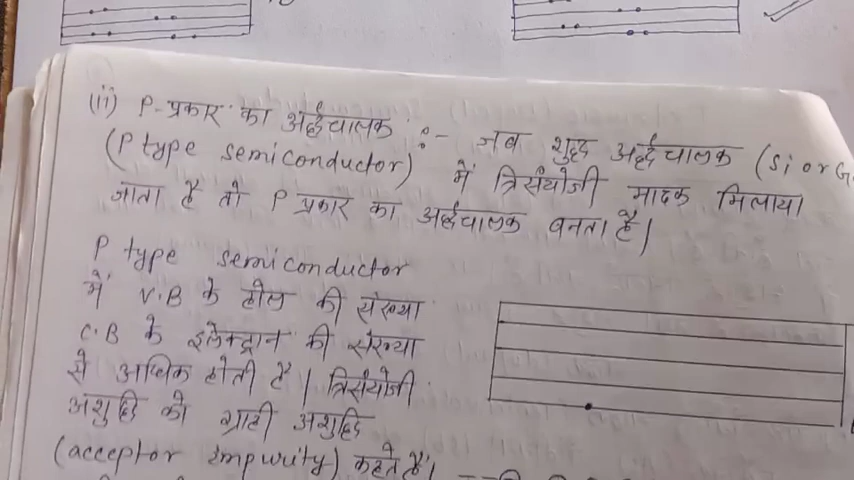 (ii) P-प्रकार का अर्द्धचालक :- जब शुद्ध अर्द्धचालक (Si or G
(P type semiconductor) में त्रिसंयोजी मादक मिलाया
जाता है तो P प्रकार का अर्द्धचालक बनता है|
P type semiconductor
में V.B के होल की संख्या
C.B के इलेक्ट्रान की संख्या
से अधिक होती है | त्रिसंयोजी
अशुद्धि को ग्राही अशुद्धि
(acceptor impurity) कहते हैं।